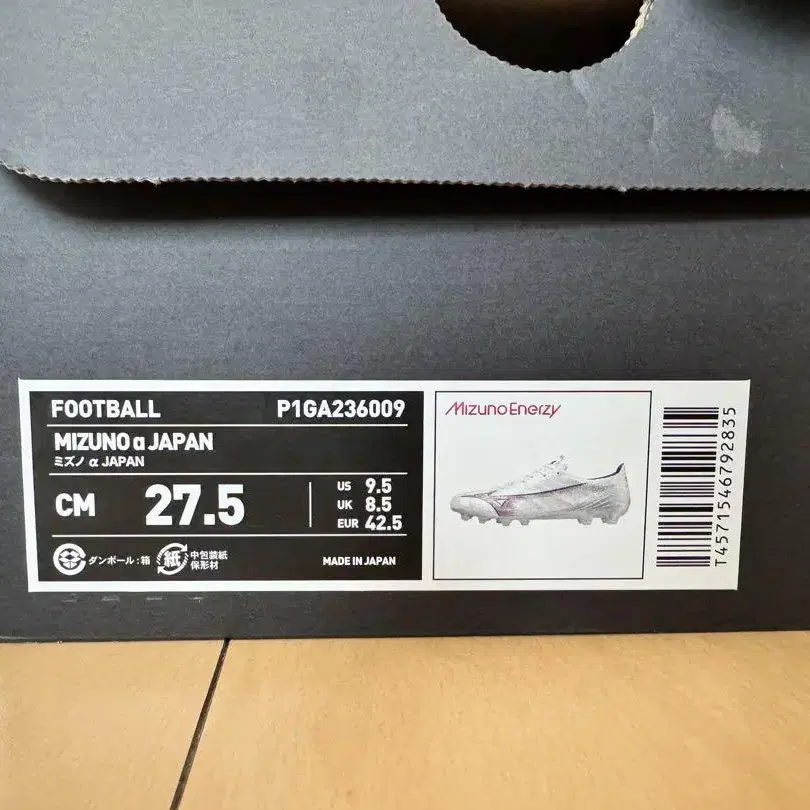 FOOTBALL P1GA236009
MIZUNO α JAPAN
ミズノ α JAPAN
CM 27.5
US 9.5
UK 8.5
EUR 42.5
ダンボール:箱
紙 中包装紙
保形材
MADE IN JAPAN
MizunoEnerzy
T4571546792835